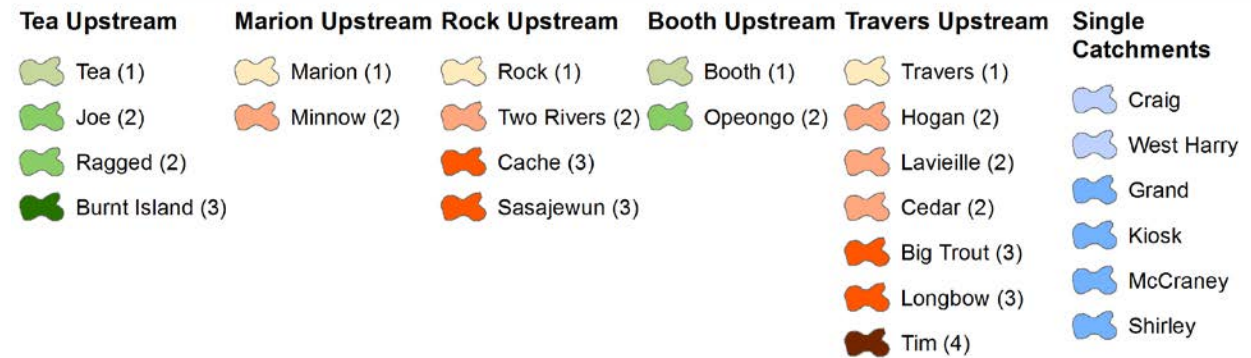 Tea Upstream
Tea (1)
Joe (2)
Ragged (2)
Burnt Island (3)
Marion Upstream
Marion (1)
Minnow (2)
Rock Upstream
Rock (1)
Two Rivers (2)
Cache (3)
Sasajewun (3)
Booth Upstream
Booth (1)
Opeongo (2)
Travers Upstream
Travers (1)
Hogan (2)
Lavieille (2)
Cedar (2)
Big Trout (3)
Longbow (3)
Tim (4)
Single
Catchments
Craig
West Harry
Grand
Kiosk
McCraney
Shirley